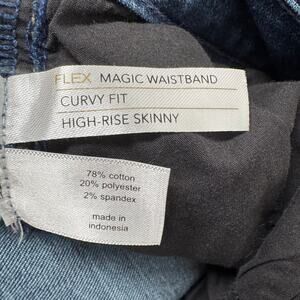 FLEX MAGIC WAISTBAND
CURVY FIT
HIGH-RISE SKINNY
78% cotton
20% polyester
2% spandex
made in
indonesia